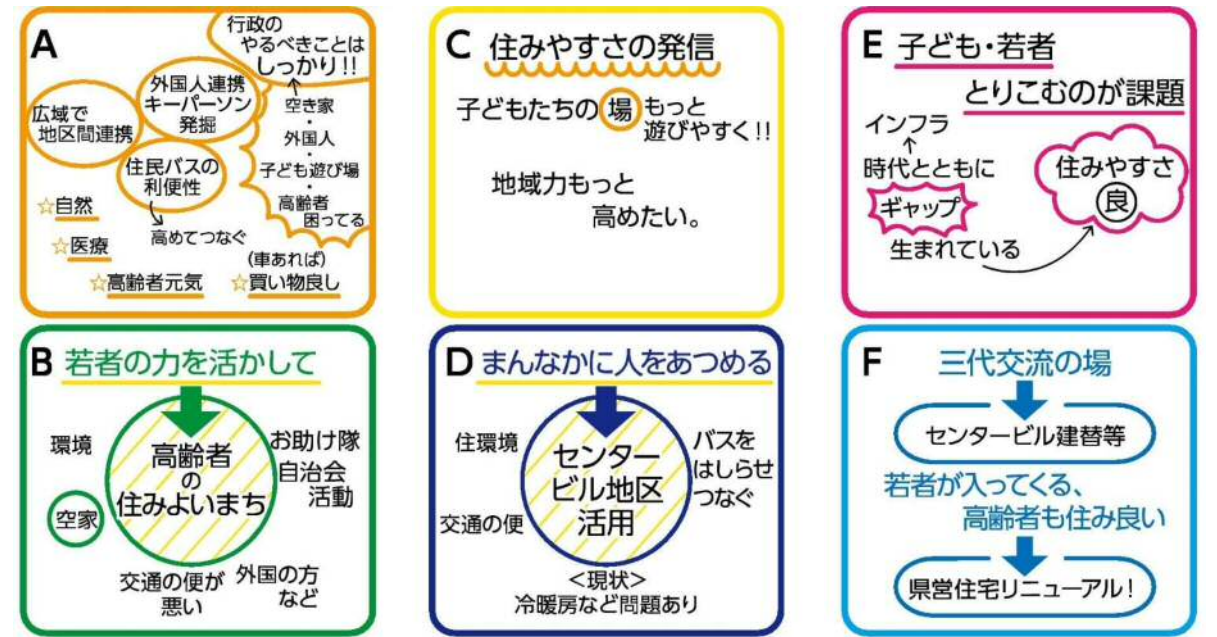 A
行政の
やるべきことは
しっかり!!
外国人連携
キーパーソン
発掘
広域で
地区間連携
住民バスの
利便性
高めてつなぐ
空き家
・
外国人
・
子ども遊び場
・
高齢者
困ってる
☆自然
☆医療
☆高齢者元気
(車あれば)
☆買い物良し
B 若者の力を活かして
高齢者
の
住みよいまち
環境
空家
お助け隊
自治会
活動
交通の便が
悪い
外国の方
など
C 住みやすさの発信
子どもたちの場もっと
遊びやすく!!
地域力もっと
高めたい。
D まんなかに人をあつめる
センター
ビル地区
活用
住環境
交通の便
バスを
はしらせ
つなぐ
<現状>
冷暖房など問題あり
E 子ども・若者
とりこむのが課題
インフラ
時代とともに
ギャップ
生まれている
住みやすさ
良
F 三代交流の場
センタービル建替等
若者が入ってくる、
高齢者も住み良い
県営住宅リニューアル!